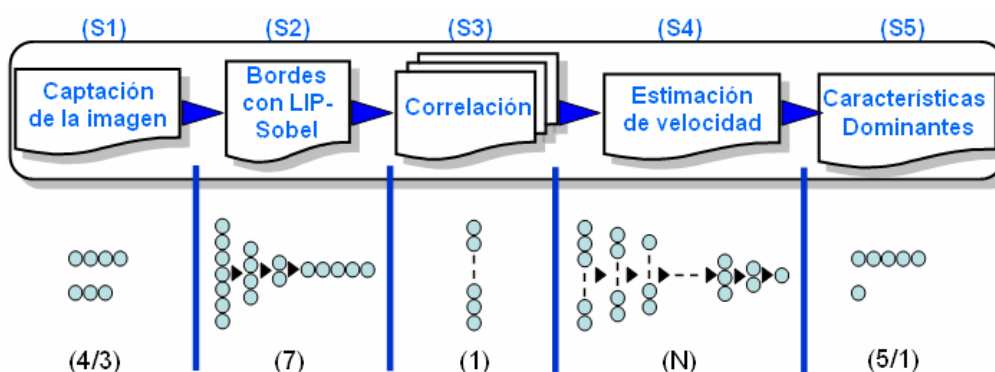 (S1) (S2) (S3) (S4) (S5)
Captación
de la imagen
Bordes
con LIP-
Sobel
Correlación
Estimación
de velocidad
Características
Dominantes
(4/3) (7) (1) (N) (5/1)